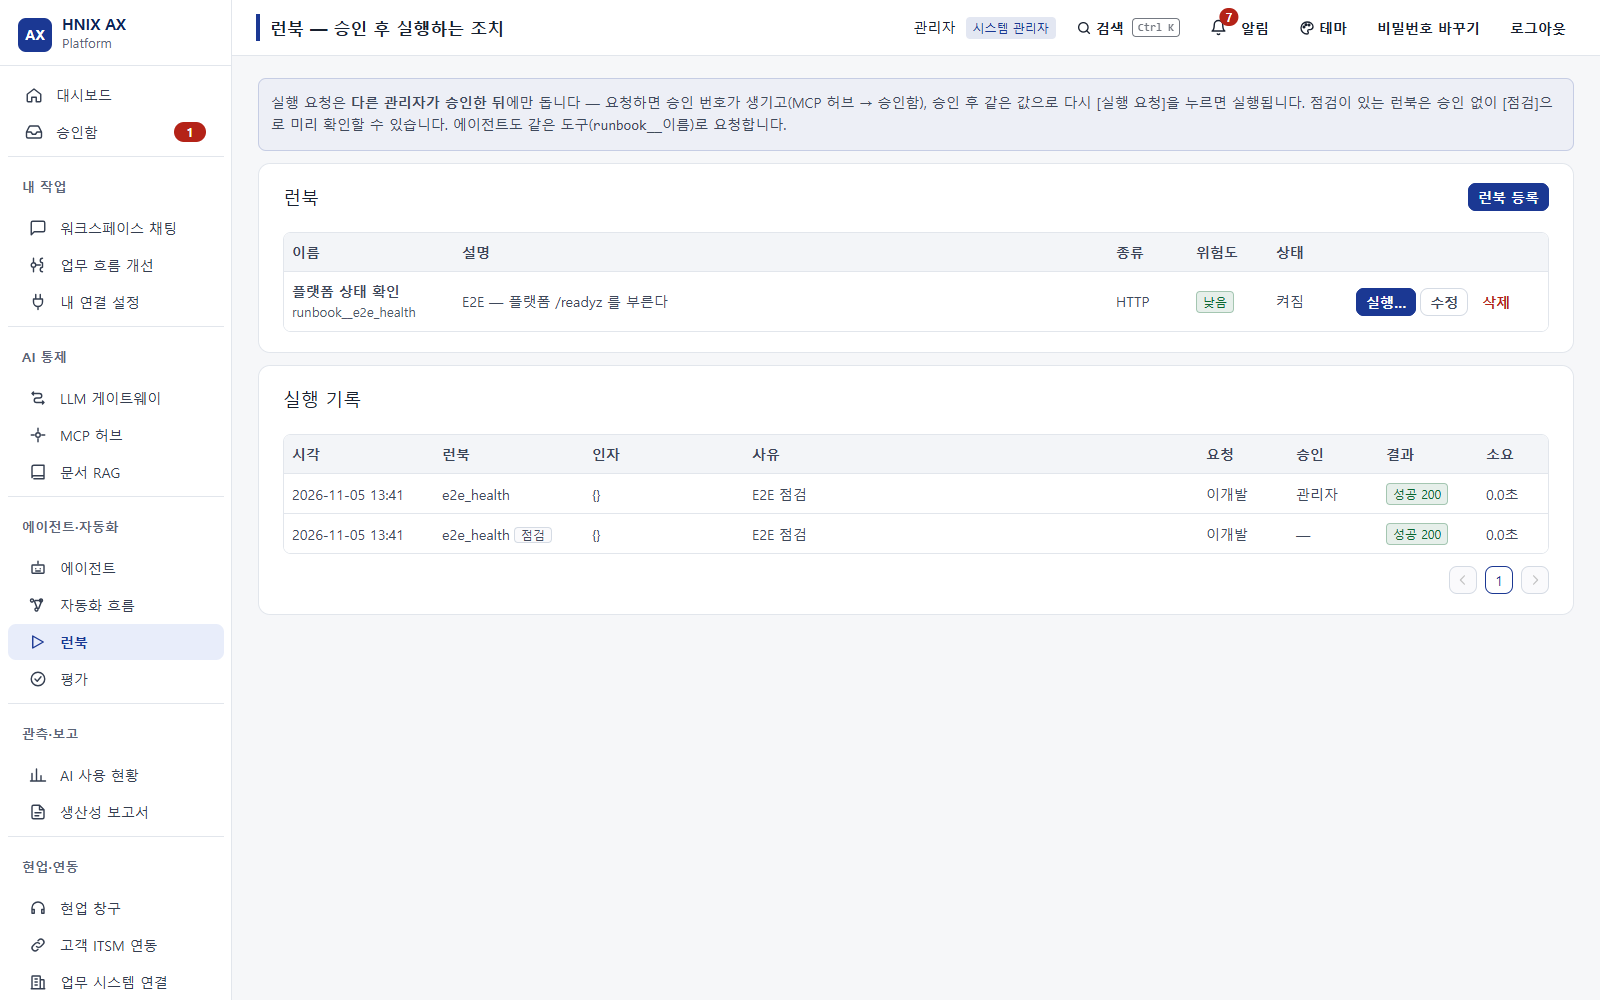 AX
HNIX AX
Platform
대시보드
승인함
1
내 작업
워크스페이스 채팅
업무 흐름 개선
내 연결 설정
AI 통제
LLM 게이트웨이
MCP 허브
문서 RAG
에이전트·자동화
에이전트
자동화 흐름
런북
평가
관측·보고
AI 사용 현황
생산성 보고서
현업·연동
현업 창구
고객 ITSM 연동
업무 시스템 연결
런북 — 승인 후 실행하는 조치
관리자 시스템 관리자 검색 Ctrl K 7 알림 테마 비밀번호 바꾸기 로그아웃
실행 요청은 다른 관리자가 승인한 뒤에만 돕니다 — 요청하면 승인 번호가 생기고(MCP 허브 → 승인함), 승인 후 같은 값으로 다시 [실행 요청]을 누르면 실행됩니다. 점검이 있는 런북은 승인 없이 [점검]으
로 미리 확인할 수 있습니다. 에이전트도 같은 도구(runbook__이름)로 요청합니다.
런북
런북 등록
이름 설명 종류 위험도 상태
플랫폼 상태 확인
runbook__e2e_health
E2E — 플랫폼 /readyz 를 부른다 HTTP 낮음 켜짐 실행... 수정 삭제
실행 기록
시각 런북 인자 사유 요청 승인 결과 소요
2026-11-05 13:41 e2e_health {} E2E 점검 이개발 관리자 성공 200 0.0초
2026-11-05 13:41 e2e_health 점검 {} E2E 점검 이개발 — 성공 200 0.0초
1